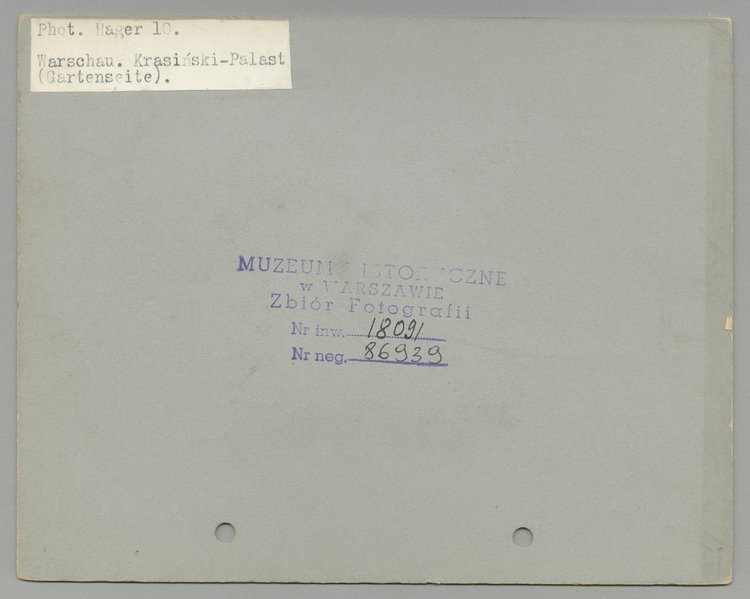 Phot. Hager 10.
Warschau. Krasiński-Palast
(Gartenseite).
MUZEUM HISTORYCZNE
w WARSZAWIE
Zbiór Fotografii
Nr inw. 18091
Nr neg. 86939